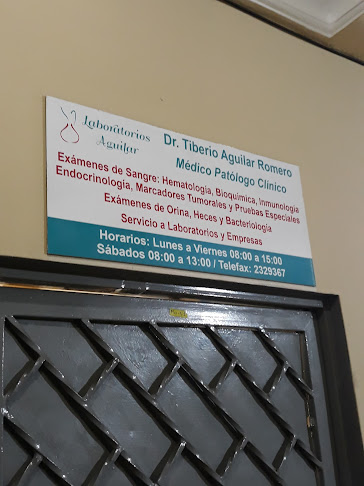 Laboratorios
Aguilar
Dr. Tiberio Aguilar Romero
Médico Patólogo Clínico
Exámenes de Sangre: Hematología, Bioquimica, Inmunología
Endocrinología, Marcadores Tumorales y Pruebas Especiales
Exámenes de Orina, Heces y Bacteriología
Servicio a Laboratorios y Empresas
Horarios: Lunes a Viernes 08:00 a 15:00
Sábados 08:00 a 13:00 / Telefax: 2329367